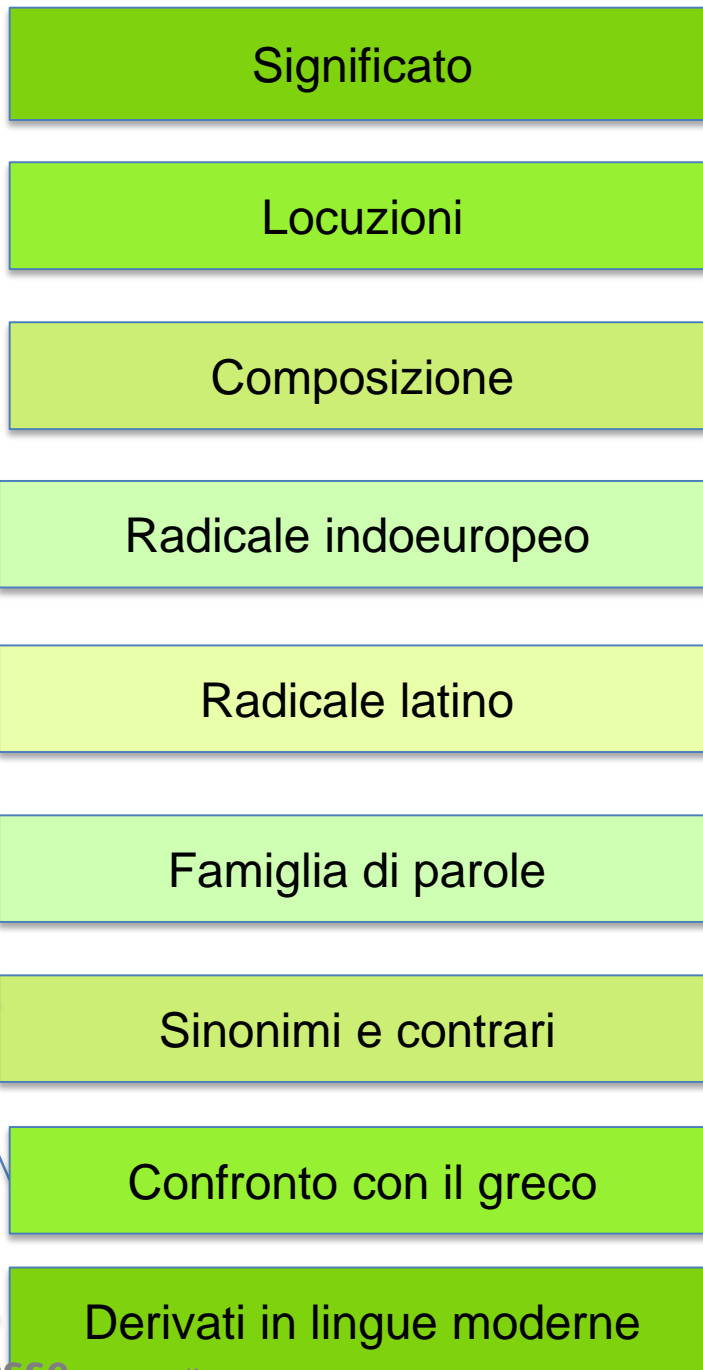 Significato
Locuzioni
Composizione
Radicale indoeuropeo
Radicale latino
Famiglia di parole
Sinonimi e contrari
Confronto con il greco
Derivati in lingue moderne